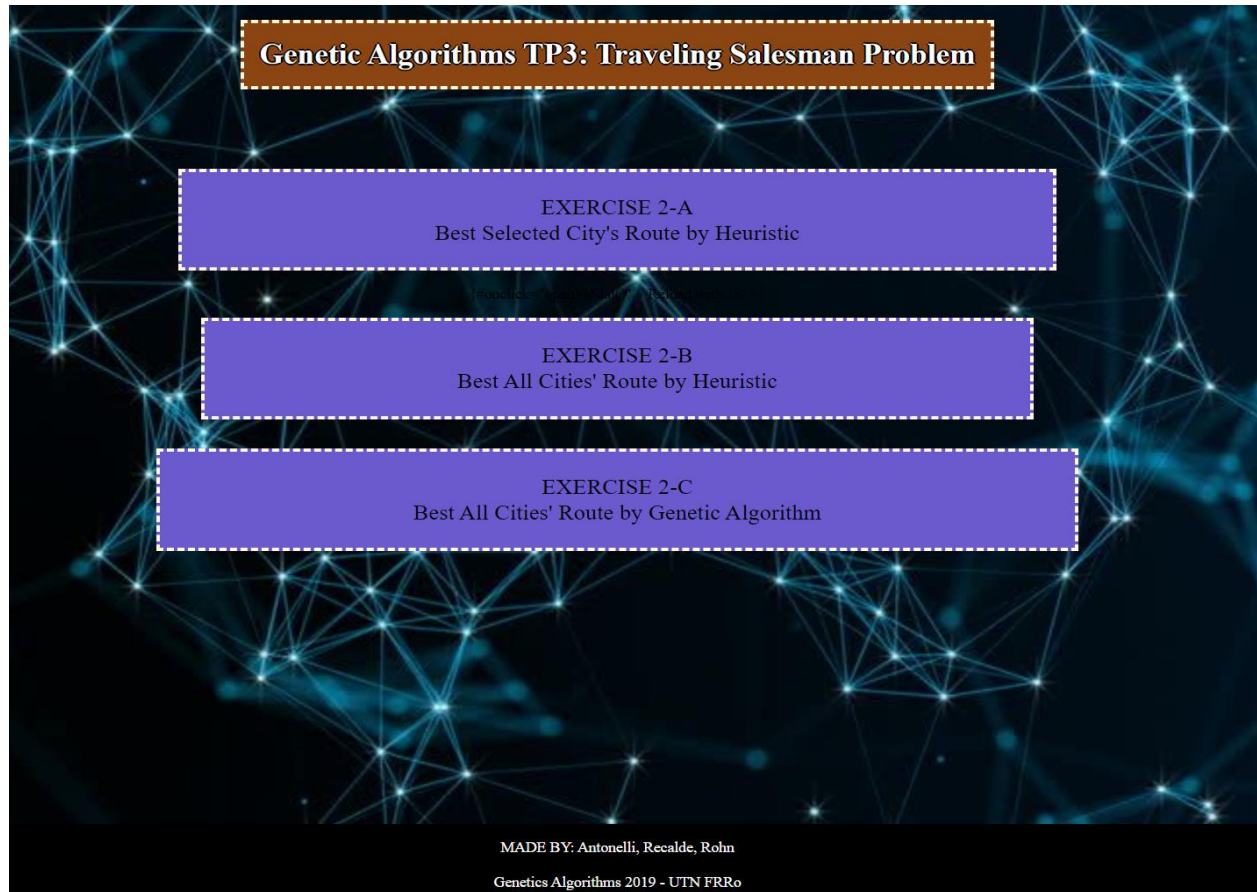 Genetic Algorithms TP3: Traveling Salesman Problem
EXERCISE 2-A
Best Selected City's Route by Heuristic
EXERCISE 2-B
Best All Cities' Route by Heuristic
EXERCISE 2-C
Best All Cities' Route by Genetic Algorithm
MADE BY: Antonelli, Recalde, Rohn
Genetics Algorithms 2019 - UTN FRRo